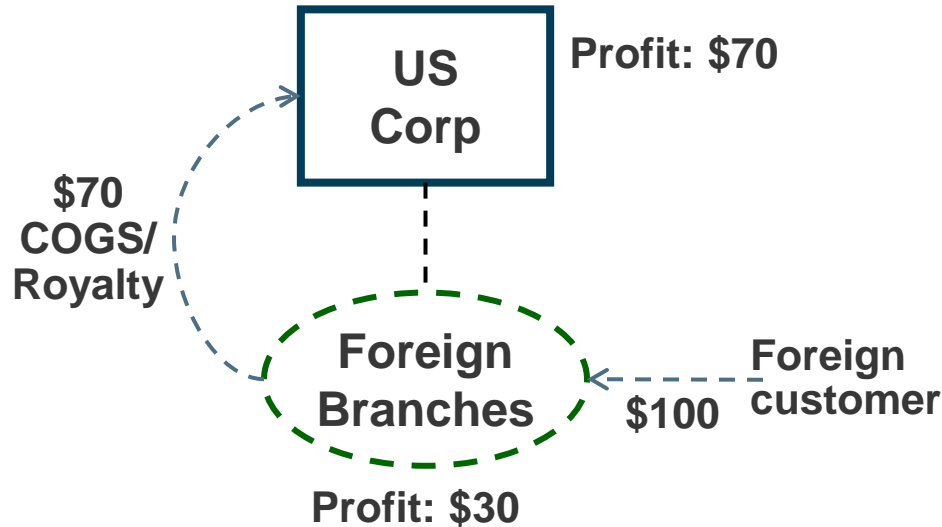 US
Corp
Profit: $70
$70
COGS/
Royalty
Foreign
Branches
Foreign
customer
$100
Profit: $30